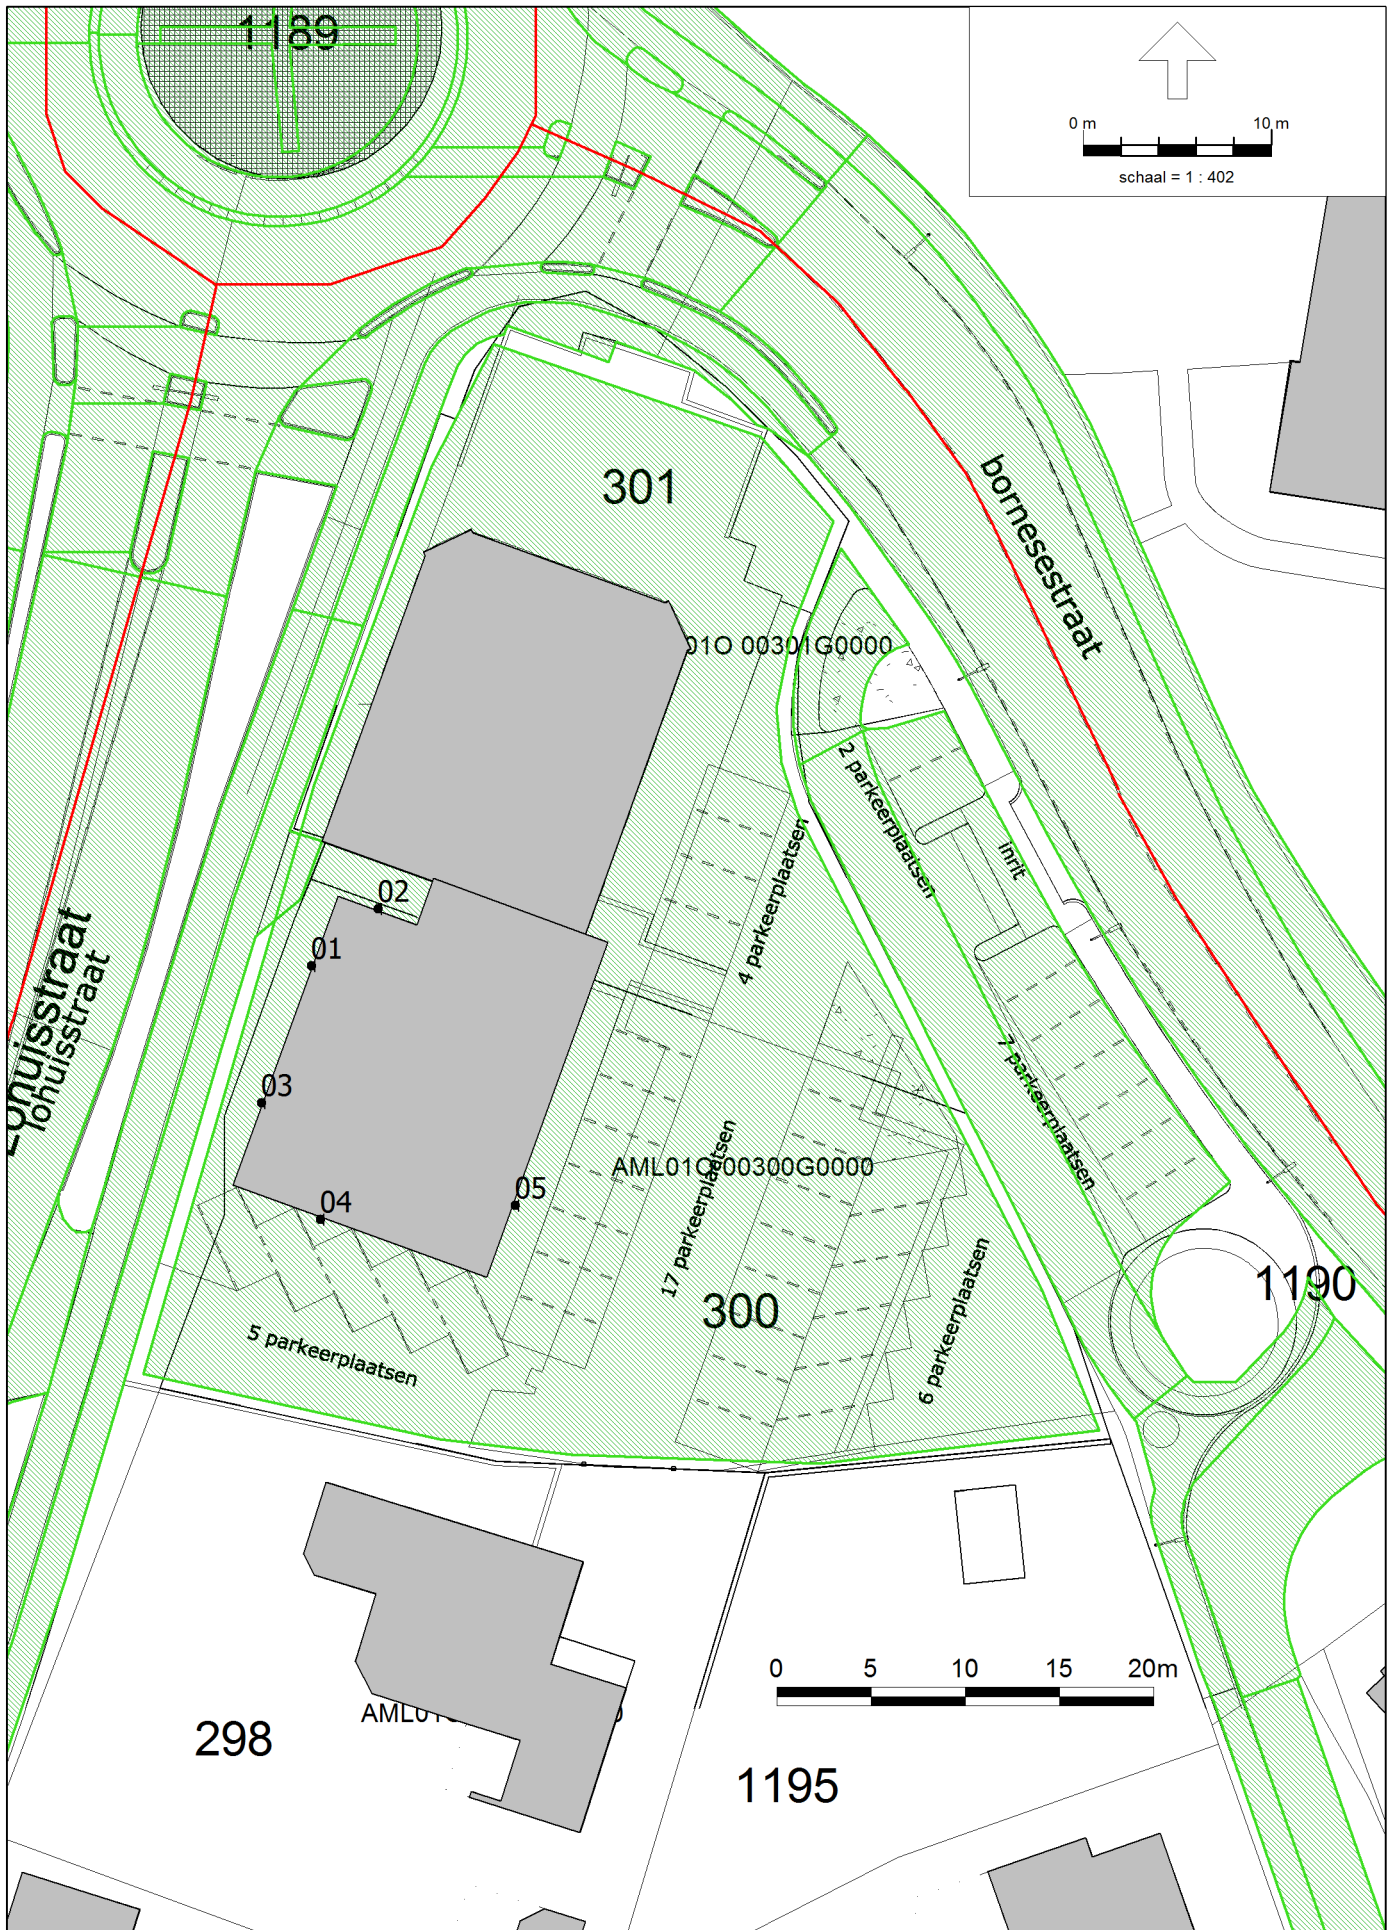 1189
0 m
10 m
schaal = 1 : 402
301
bornesestraat
01O 00301G0000
2 parkeerplaatsen
4 parkeerplaatsen
inrit
02
01
Lohuisstraat
lohuisstraat
7 parkeerplaatsen
03
AML01O 00300G0000
17 parkeerplaatsen
05
04
300
1190
6 parkeerplaatsen
5 parkeerplaatsen
0 5 10 15 20m
298
1195